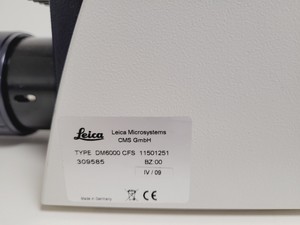 Leica
Leica Microsystems
CMS GmbH
TYPE DM6000 CFS 11501251
309585 BZ:00
IV / 09
CE
Made in Germany